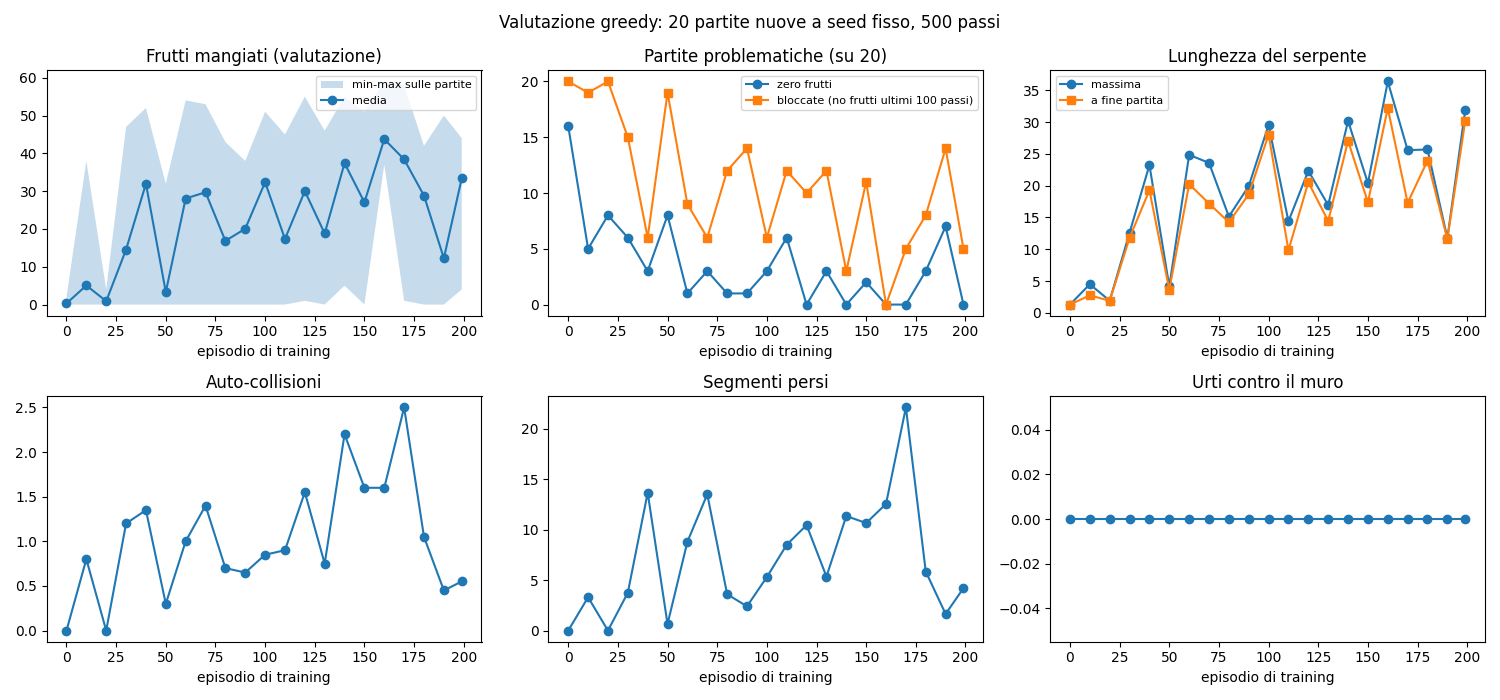 Valutazione greedy: 20 partite nuove a seed fisso, 500 passi
Frutti mangiati (valutazione)
60
50
40
30
20
10
0
min-max sulle partite
media
0 25 50 75 100 125 150 175 200
episodio di training
Partite problematiche (su 20)
20
15
10
5
0
zero frutti
bloccate (no frutti ultimi 100 passi)
0 25 50 75 100 125 150 175 200
episodio di training
Lunghezza del serpente
35
30
25
20
15
10
5
0
massima
a fine partita
0 25 50 75 100 125 150 175 200
episodio di training
Auto-collisioni
2.5
2.0
1.5
1.0
0.5
0.0
0 25 50 75 100 125 150 175 200
episodio di training
Segmenti persi
20
15
10
5
0
0 25 50 75 100 125 150 175 200
episodio di training
Urti contro il muro
0.04
0.02
0.00
−0.02
−0.04
0 25 50 75 100 125 150 175 200
episodio di training